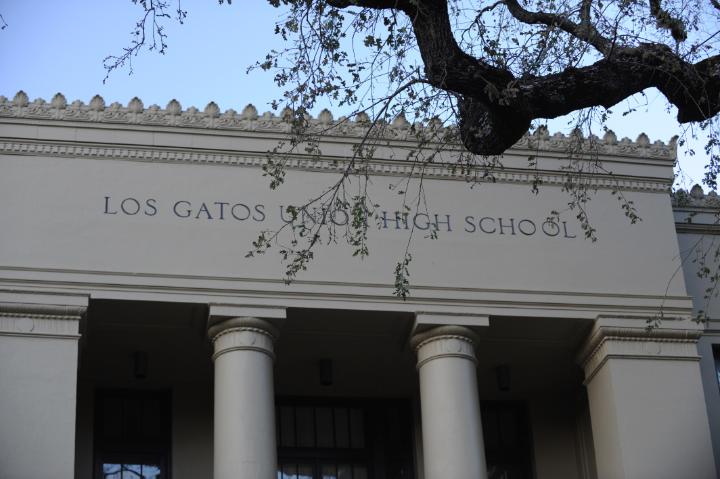 LOS GATOS UNION HIGH SCHOOL